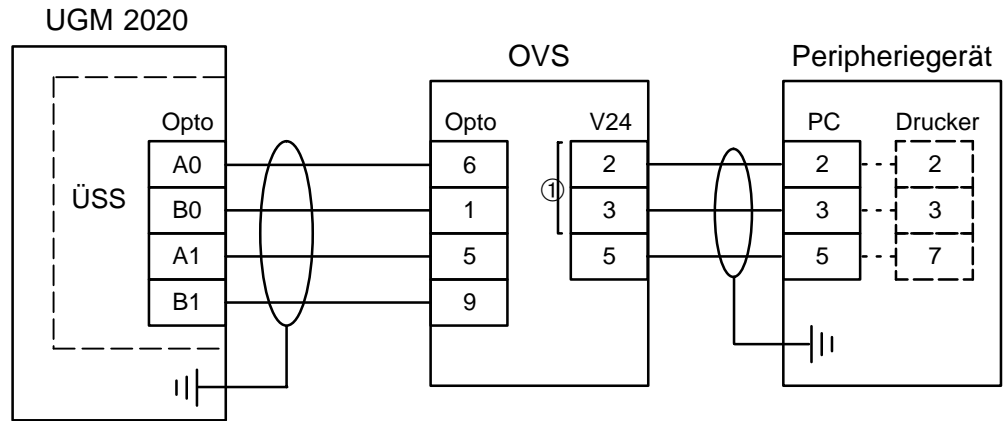 UGM 2020
OVS
Peripheriegerät
Opto
Opto
V24
PC
Drucker
ÜSS
A0
6
2
2
2
B0
1
①
3
3
3
A1
5
5
5
7
B1
9